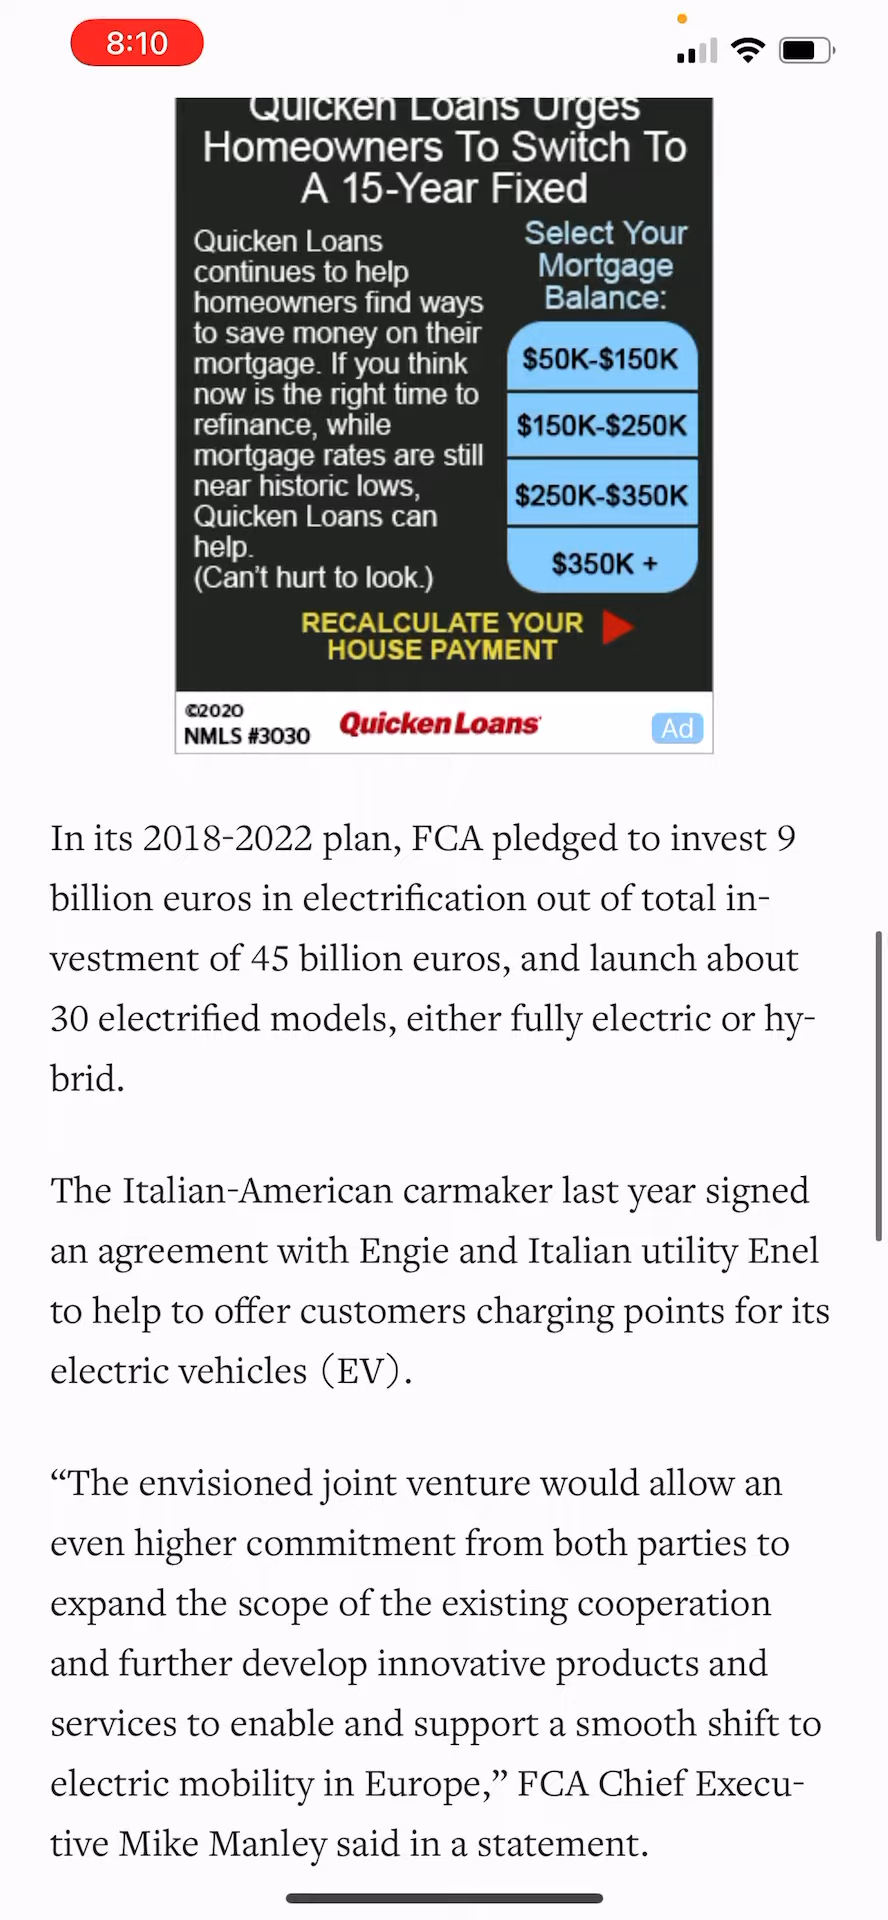 8:10
Quicken Loans Urges
Homeowners To Switch To
A 15-Year Fixed
Quicken Loans
continues to help
homeowners find ways
to save money on their
mortgage. If you think
now is the right time to
refinance, while
mortgage rates are still
near historic lows,
Quicken Loans can
help.
(Can't hurt to look.)
Select Your
Mortgage
Balance:
$50K-$150K
$150K-$250K
$250K-$350K
$350K +
RECALCULATE YOUR
HOUSE PAYMENT
©2020
NMLS #3030
Quicken Loans
Ad
In its 2018-2022 plan, FCA pledged to invest 9
billion euros in electrification out of total in-
vestment of 45 billion euros, and launch about
30 electrified models, either fully electric or hy-
brid.
The Italian-American carmaker last year signed
an agreement with Engie and Italian utility Enel
to help to offer customers charging points for its
electric vehicles (EV).
“The envisioned joint venture would allow an
even higher commitment from both parties to
expand the scope of the existing cooperation
and further develop innovative products and
services to enable and support a smooth shift to
electric mobility in Europe,” FCA Chief Execu-
tive Mike Manley said in a statement.